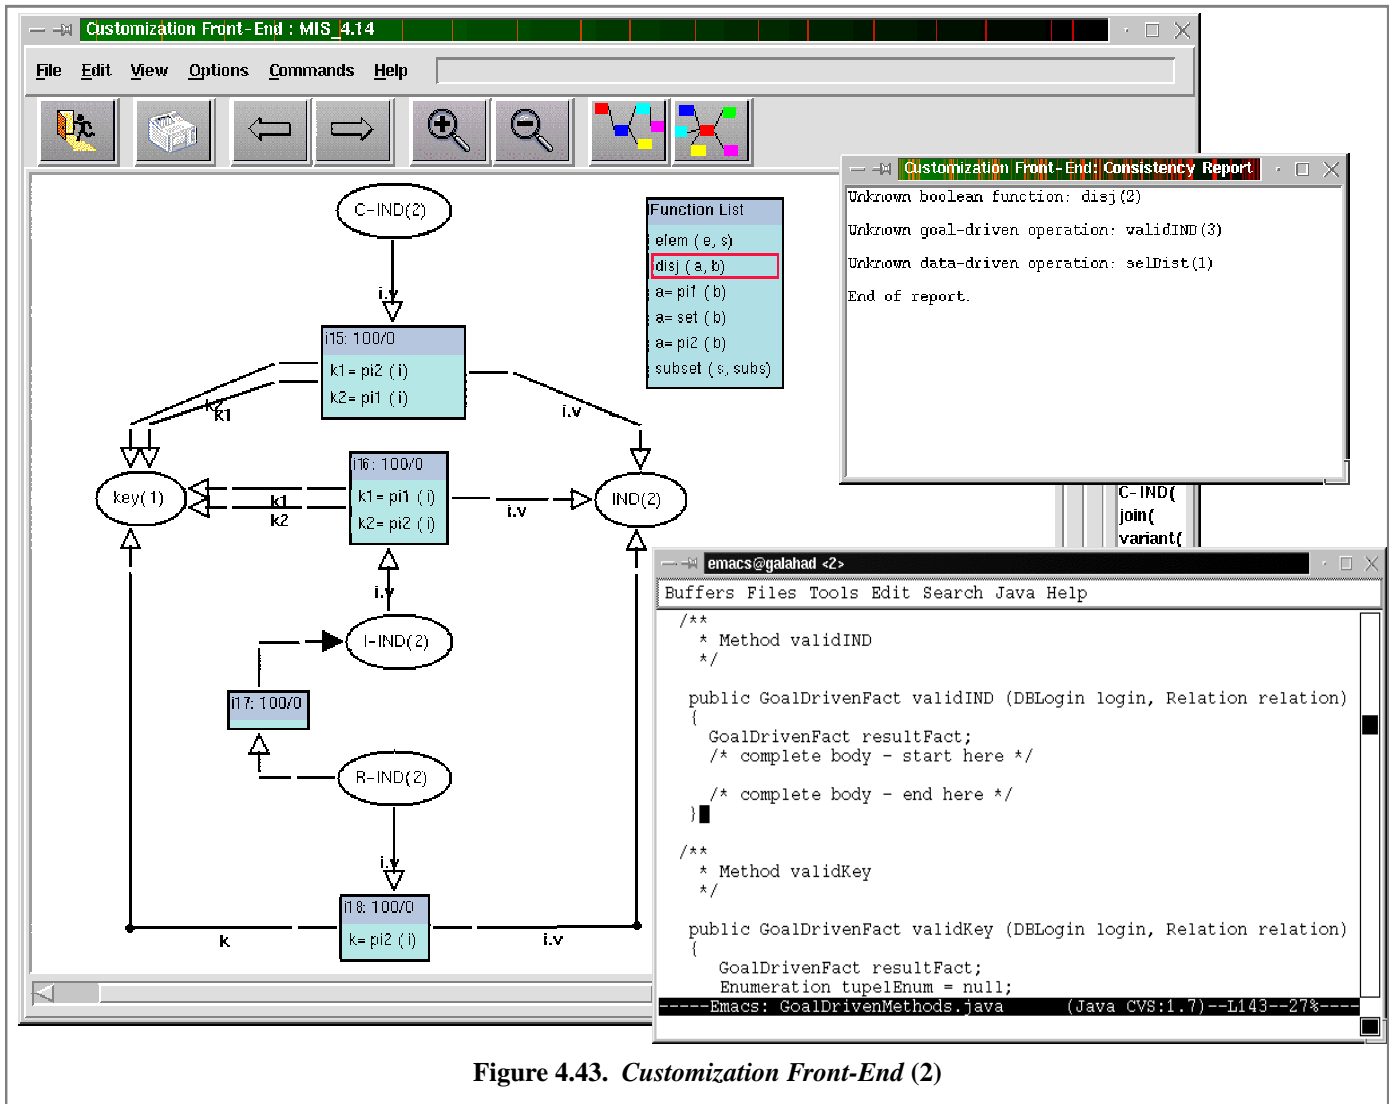 Customization Front-End : MIS_4.14
File Edit View Options Commands Help
C-IND(2)
i.v
i15: 100/0
k1= pi2 ( i)
k2= pi1 ( i)
k2
k1
i.v
key( 1)
i16: 100/0
k1= pi1 ( i)
k2= pi2 ( i)
k1
k2
i.v
IND(2)
i.v
I-IND( 2)
i17: 100/0
R-IND(2)
i.v
i18: 100/0
k= pi2 ( i)
k
i.v
Function List
elem ( e, s)
disj ( a, b)
a= pi1 ( b)
a= set ( b)
a= pi2 ( b)
subset ( s, subs)
Customization Front-End: Consistency Report
Unknown boolean function: disj(2)
Unknown goal-driven operation: validIND(3)
Unknown data-driven operation: selDist(1)
End of report.
C-IND(
join(
variant(
emacs@galahad <2>
Buffers Files Tools Edit Search Java Help
/**
* Method validIND
*/
public GoalDrivenFact validIND (DBLogin login, Relation relation)
{
GoalDrivenFact resultFact;
/* complete body - start here */
/* complete body - end here */
}
/**
* Method validKey
*/
public GoalDrivenFact validKey (DBLogin login, Relation relation)
{
GoalDrivenFact resultFact;
Enumeration tupelEnum = null;
-----Emacs: GoalDrivenMethods.java (Java CVS:1.7)--L143--27%----
Figure 4.43. Customization Front-End (2)